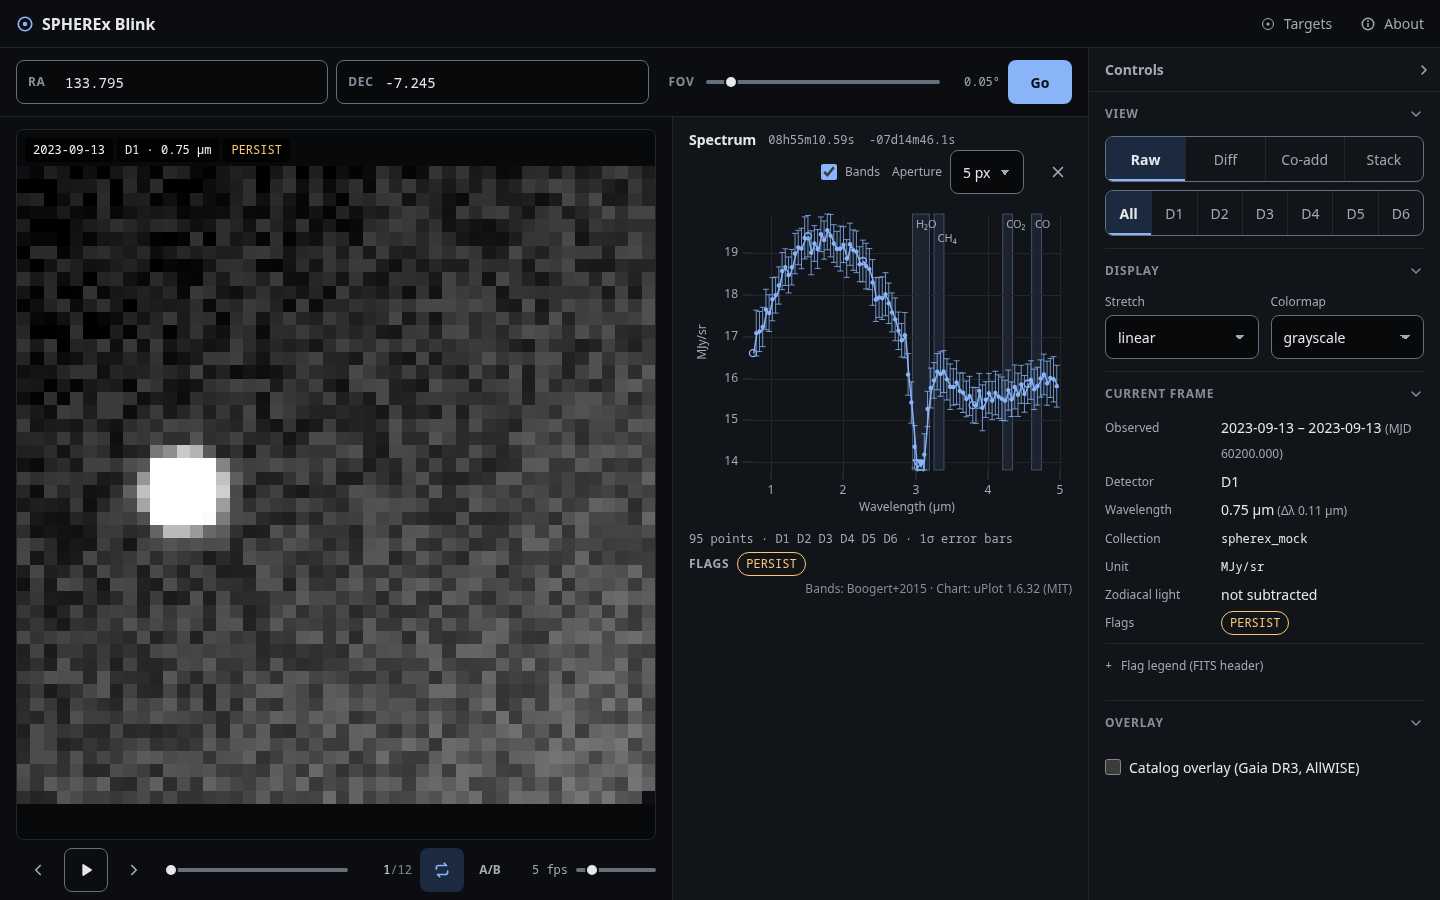 SPHEREx Blink
Targets
About
RA 133.795
DEC -7.245
FOV
0.05°
Go
2023-09-13
D1 · 0.75 µm
PERSIST
1/12
A/B
5 fps
Spectrum 08h55m10.59s -07d14m46.1s
Bands Aperture 5 px
H₂O
CH₄
CO₂
CO
19
18
17
16
15
14
MJy/sr
1 2 3 4 5
Wavelength (µm)
95 points · D1 D2 D3 D4 D5 D6 · 1σ error bars
FLAGS PERSIST
Bands: Boogert+2015 · Chart: uPlot 1.6.32 (MIT)
Controls
VIEW
Raw Diff Co-add Stack
All D1 D2 D3 D4 D5 D6
DISPLAY
Stretch Colormap
linear grayscale
CURRENT FRAME
Observed 2023-09-13 – 2023-09-13 (MJD
60200.000)
Detector D1
Wavelength 0.75 µm (Δλ 0.11 µm)
Collection spherex_mock
Unit MJy/sr
Zodiacal light not subtracted
Flags PERSIST
+ Flag legend (FITS header)
OVERLAY
Catalog overlay (Gaia DR3, AllWISE)